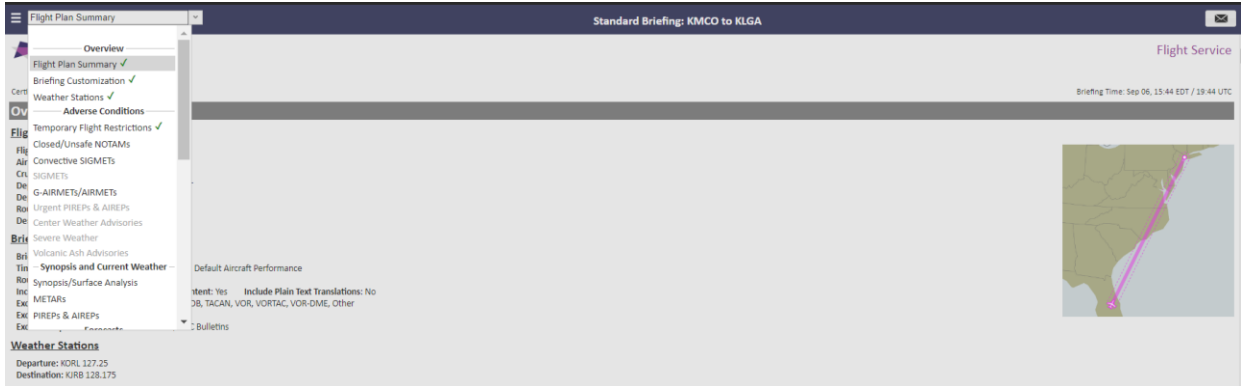 Flight Plan Summary
Standard Briefing: KMCO to KLGA
Flight Service
Briefing Time: Sep 06, 15:44 EDT / 19:44 UTC
Overview
Flight Plan Summary ✓
Briefing Customization ✓
Weather Stations ✓
Adverse Conditions
Temporary Flight Restrictions ✓
Closed/Unsafe NOTAMs
Convective SIGMETs
SIGMETs
G-AIRMETs/AIRMETs
Urgent PIREPs & AIREPs
Center Weather Advisories
Severe Weather
Volcanic Ash Advisories
Synopsis and Current Weather
Synopsis/Surface Analysis
METARs
PIREPs & AIREPs
Default Aircraft Performance
Yes Include Plain Text Translations: No
TACAN, VOR, VORTAC, VOR-DME, Other
Bulletins
Weather Stations
Departure: KORL 127.25
Destination: KJRB 128.175